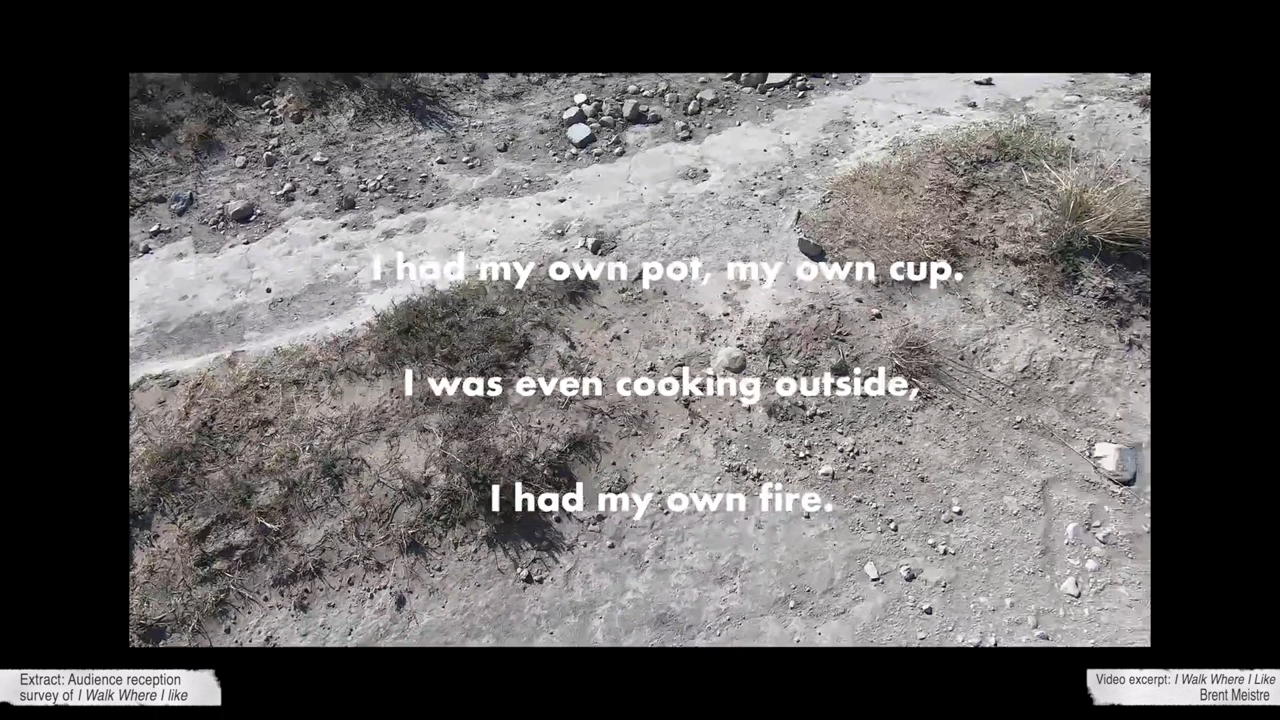 I had my own pot, my own cup.
I was even cooking outside,
I had my own fire.
Extract: Audience reception
survey of I Walk Where I like
Video excerpt: I Walk Where I Like
Brent Meistre